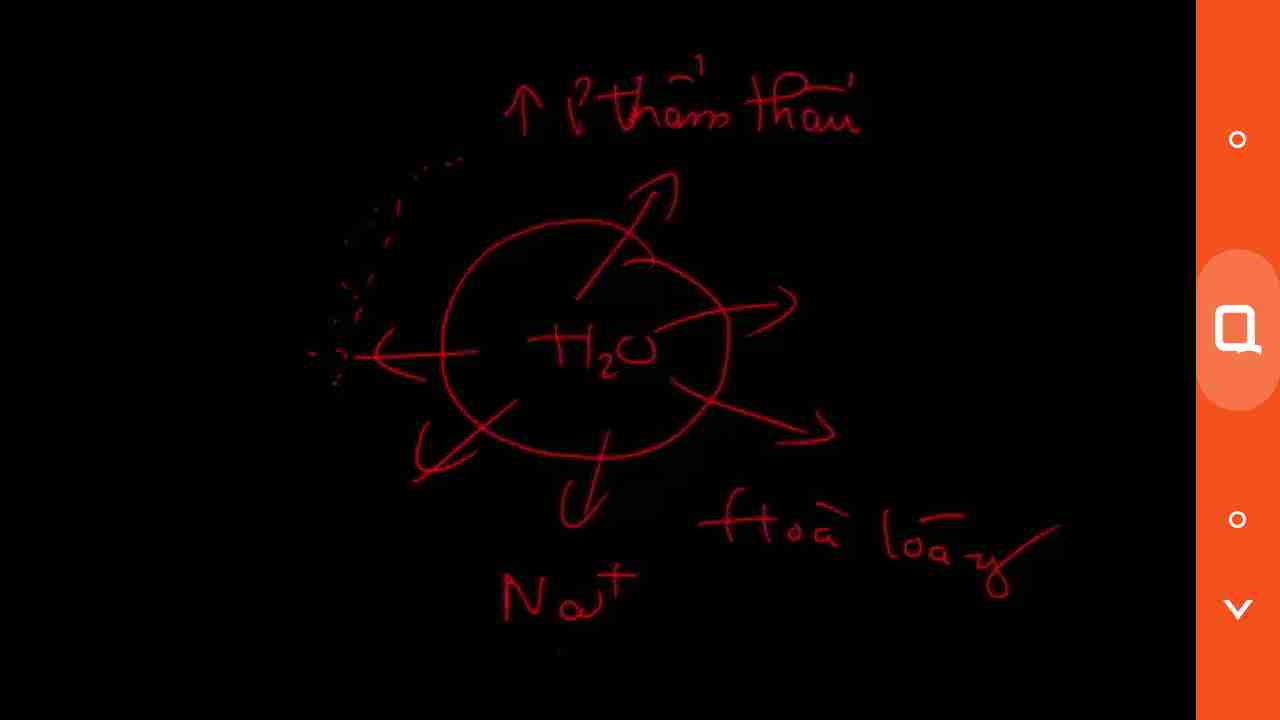 ↑ P thẩm thấu
H₂O
Hoà loãng
Na⁺